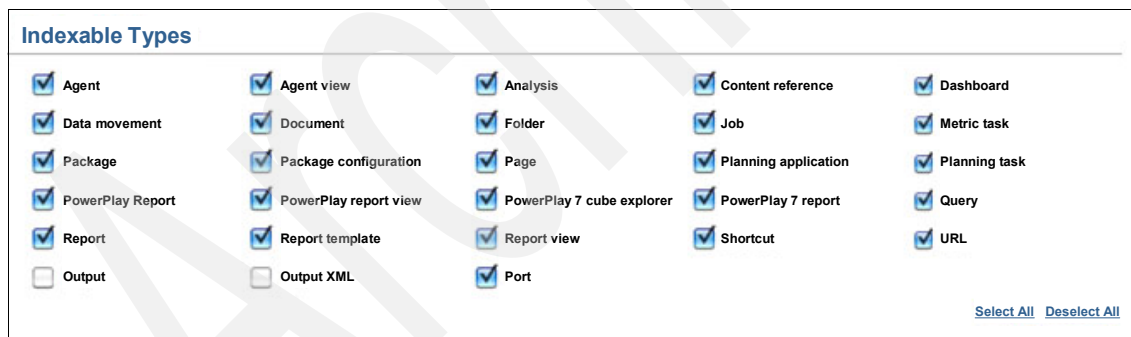 Indexable Types
Agent Agent view Analysis Content reference Dashboard
Data movement Document Folder Job Metric task
Package Package configuration Page Planning application Planning task
PowerPlay Report PowerPlay report view PowerPlay 7 cube explorer PowerPlay 7 report Query
Report Report template Report view Shortcut URL
Output Output XML Port
Select All Deselect All